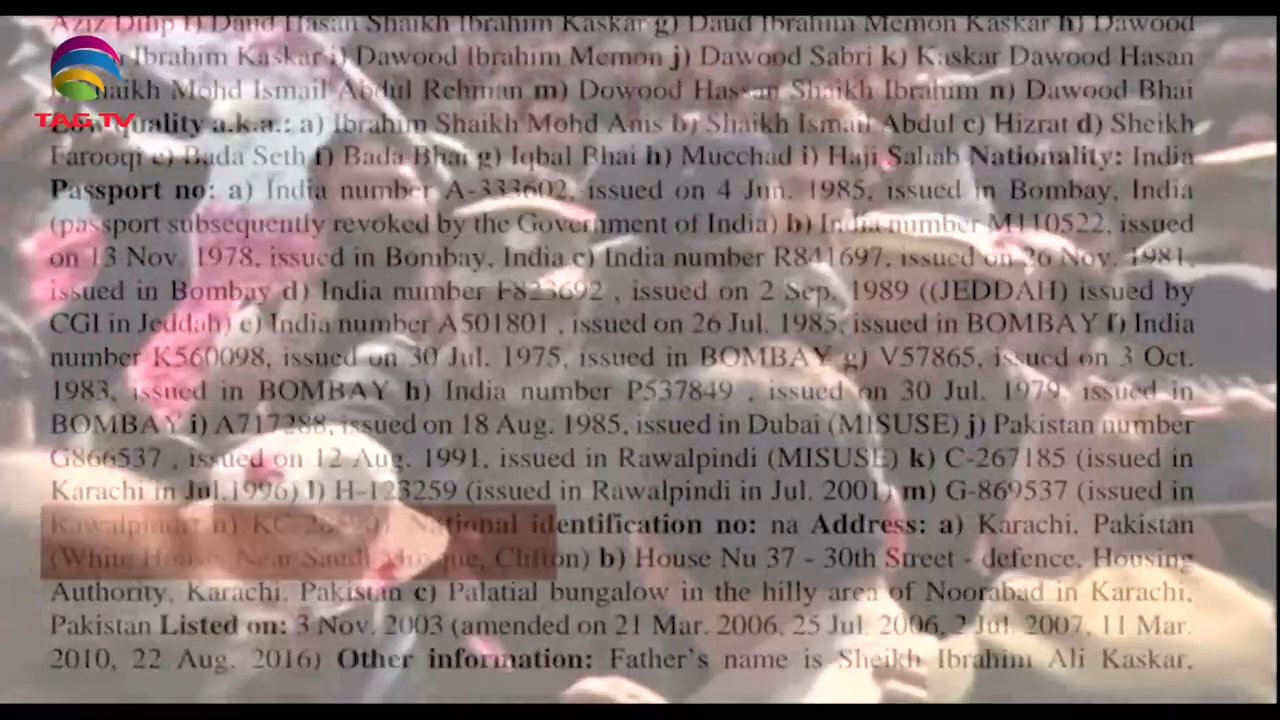 Aziz Dilip f) Daud Hasan Shaikh Ibrahim Kaskar g) Daud Ibrahim Memon Kaskar h) Dawood
Ibrahim Kaskar i) Dawood Ibrahim Memon j) Dawood Sabri k) Kaskar Dawood Hasan
Shaikh Mohd Ismail Abdul Rehman m) Dowood Hassan Shaikh Ibrahim n) Dawood Bhai
TAG TV
quality a.k.a.: a) Ibrahim Shaikh Mohd Anis b) Shaikh Ismail Abdul c) Hizrat d) Sheikh
Farooqi e) Bada Seth f) Bada Bhai g) Iqbal Bhai h) Mucchad i) Haji Sahab Nationality: India
Passport no: a) India number A-333602, issued on 4 Jun. 1985, issued in Bombay, India
(passport subsequently revoked by the Government of India) b) India number M110522, issued
on 13 Nov. 1978, issued in Bombay, India c) India number R841697, issued on 26 Nov. 1981,
issued in Bombay d) India number F823692 , issued on 2 Sep. 1989 ((JEDDAH) issued by
CGI in Jeddah) e) India number A501801 , issued on 26 Jul. 1985, issued in BOMBAY f) India
number K560098, issued on 30 Jul. 1975, issued in BOMBAY g) V57865, issued on 3 Oct.
1983, issued in BOMBAY h) India number P537849 , issued on 30 Jul. 1979, issued in
BOMBAY i) A717288, issued on 18 Aug. 1985, issued in Dubai (MISUSE) j) Pakistan number
G866537 , issued on 12 Aug. 1991, issued in Rawalpindi (MISUSE) k) C-267185 (issued in
Karachi in Jul.1996) l) H-123259 (issued in Rawalpindi in Jul. 2001) m) G-869537 (issued in
Rawalpindi) n) National identification no: na Address: a) Karachi, Pakistan
(White House, Near Saudi Mosque, Clifton) b) House Nu 37 - 30th Street - defence, Housing
Authority, Karachi, Pakistan c) Palatial bungalow in the hilly area of Noorabad in Karachi,
Pakistan Listed on: 3 Nov. 2003 (amended on 21 Mar. 2006, 25 Jul. 2006, 2 Jul. 2007, 11 Mar.
2010, 22 Aug. 2016) Other information: Father's name is Sheikh Ibrahim Ali Kaskar,